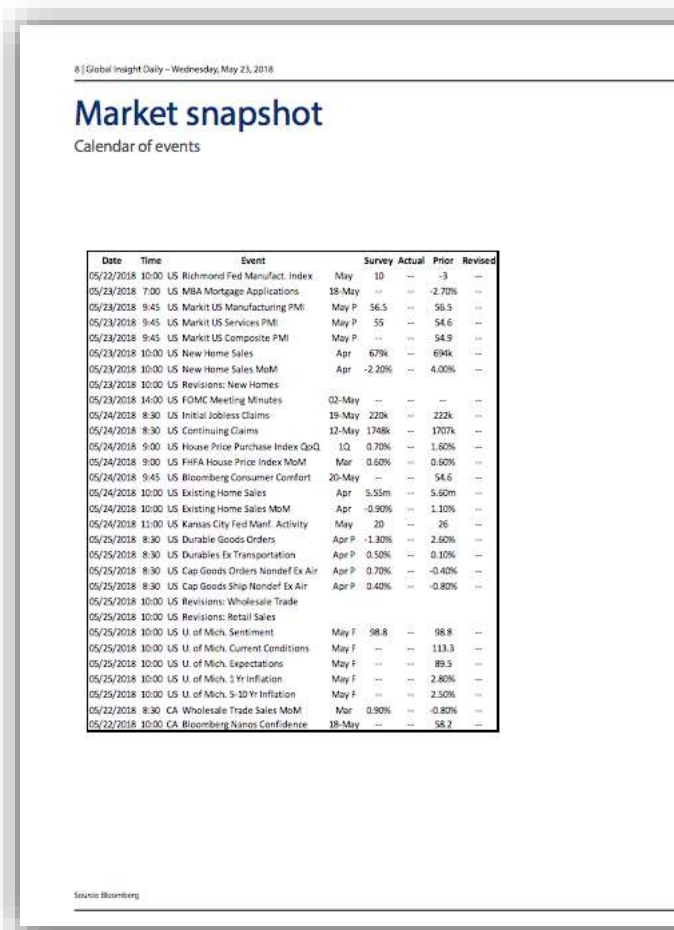 8 | Global Insight Daily – Wednesday, May 23, 2018
Market snapshot
Calendar of events
Date Time Event Survey Actual Prior Revised
05/22/2018 10:00 US Richmond Fed Manufact. Index May 10 -- -3 --
05/23/2018 7:00 US MBA Mortgage Applications 18-May -- -- -2.70% --
05/23/2018 9:45 US Markit US Manufacturing PMI May P 56.5 -- 56.5 --
05/23/2018 9:45 US Markit US Services PMI May P 55 -- 54.6 --
05/23/2018 9:45 US Markit US Composite PMI May P -- -- 54.9 --
05/23/2018 10:00 US New Home Sales Apr 679k -- 694k --
05/23/2018 10:00 US New Home Sales MoM Apr -2.20% -- 4.00% --
05/23/2018 10:00 US Revisions: New Homes
05/23/2018 14:00 US FOMC Meeting Minutes 02-May -- -- -- --
05/24/2018 8:30 US Initial Jobless Claims 19-May 220k -- 222k --
05/24/2018 8:30 US Continuing Claims 12-May 1748k -- 1707k --
05/24/2018 9:00 US House Price Purchase Index QoQ 1Q 0.70% -- 1.60% --
05/24/2018 9:00 US FHFA House Price Index MoM Mar 0.60% -- 0.60% --
05/24/2018 9:45 US Bloomberg Consumer Comfort 20-May -- -- 54.6 --
05/24/2018 10:00 US Existing Home Sales Apr 5.55m -- 5.60m --
05/24/2018 10:00 US Existing Home Sales MoM Apr -0.90% -- 1.10% --
05/24/2018 11:00 US Kansas City Fed Manf. Activity May 20 -- 26 --
05/25/2018 8:30 US Durable Goods Orders Apr P -1.30% -- 2.60% --
05/25/2018 8:30 US Durables Ex Transportation Apr P 0.50% -- 0.10% --
05/25/2018 8:30 US Cap Goods Orders Nondef Ex Air Apr P 0.70% -- -0.40% --
05/25/2018 8:30 US Cap Goods Ship Nondef Ex Air Apr P 0.40% -- -0.80% --
05/25/2018 10:00 US Revisions: Wholesale Trade
05/25/2018 10:00 US Revisions: Retail Sales
05/25/2018 10:00 US U. of Mich. Sentiment May F 98.8 -- 98.8 --
05/25/2018 10:00 US U. of Mich. Current Conditions May F -- -- 113.3 --
05/25/2018 10:00 US U. of Mich. Expectations May F -- -- 89.5 --
05/25/2018 10:00 US U. of Mich. 1 Yr Inflation May F -- -- 2.80% --
05/25/2018 10:00 US U. of Mich. 5-10 Yr Inflation May F -- -- 2.50% --
05/22/2018 8:30 CA Wholesale Trade Sales MoM Mar 0.90% -- -0.80% --
05/22/2018 10:00 CA Bloomberg Nanos Confidence 18-May -- -- 58.2 --
Source: Bloomberg